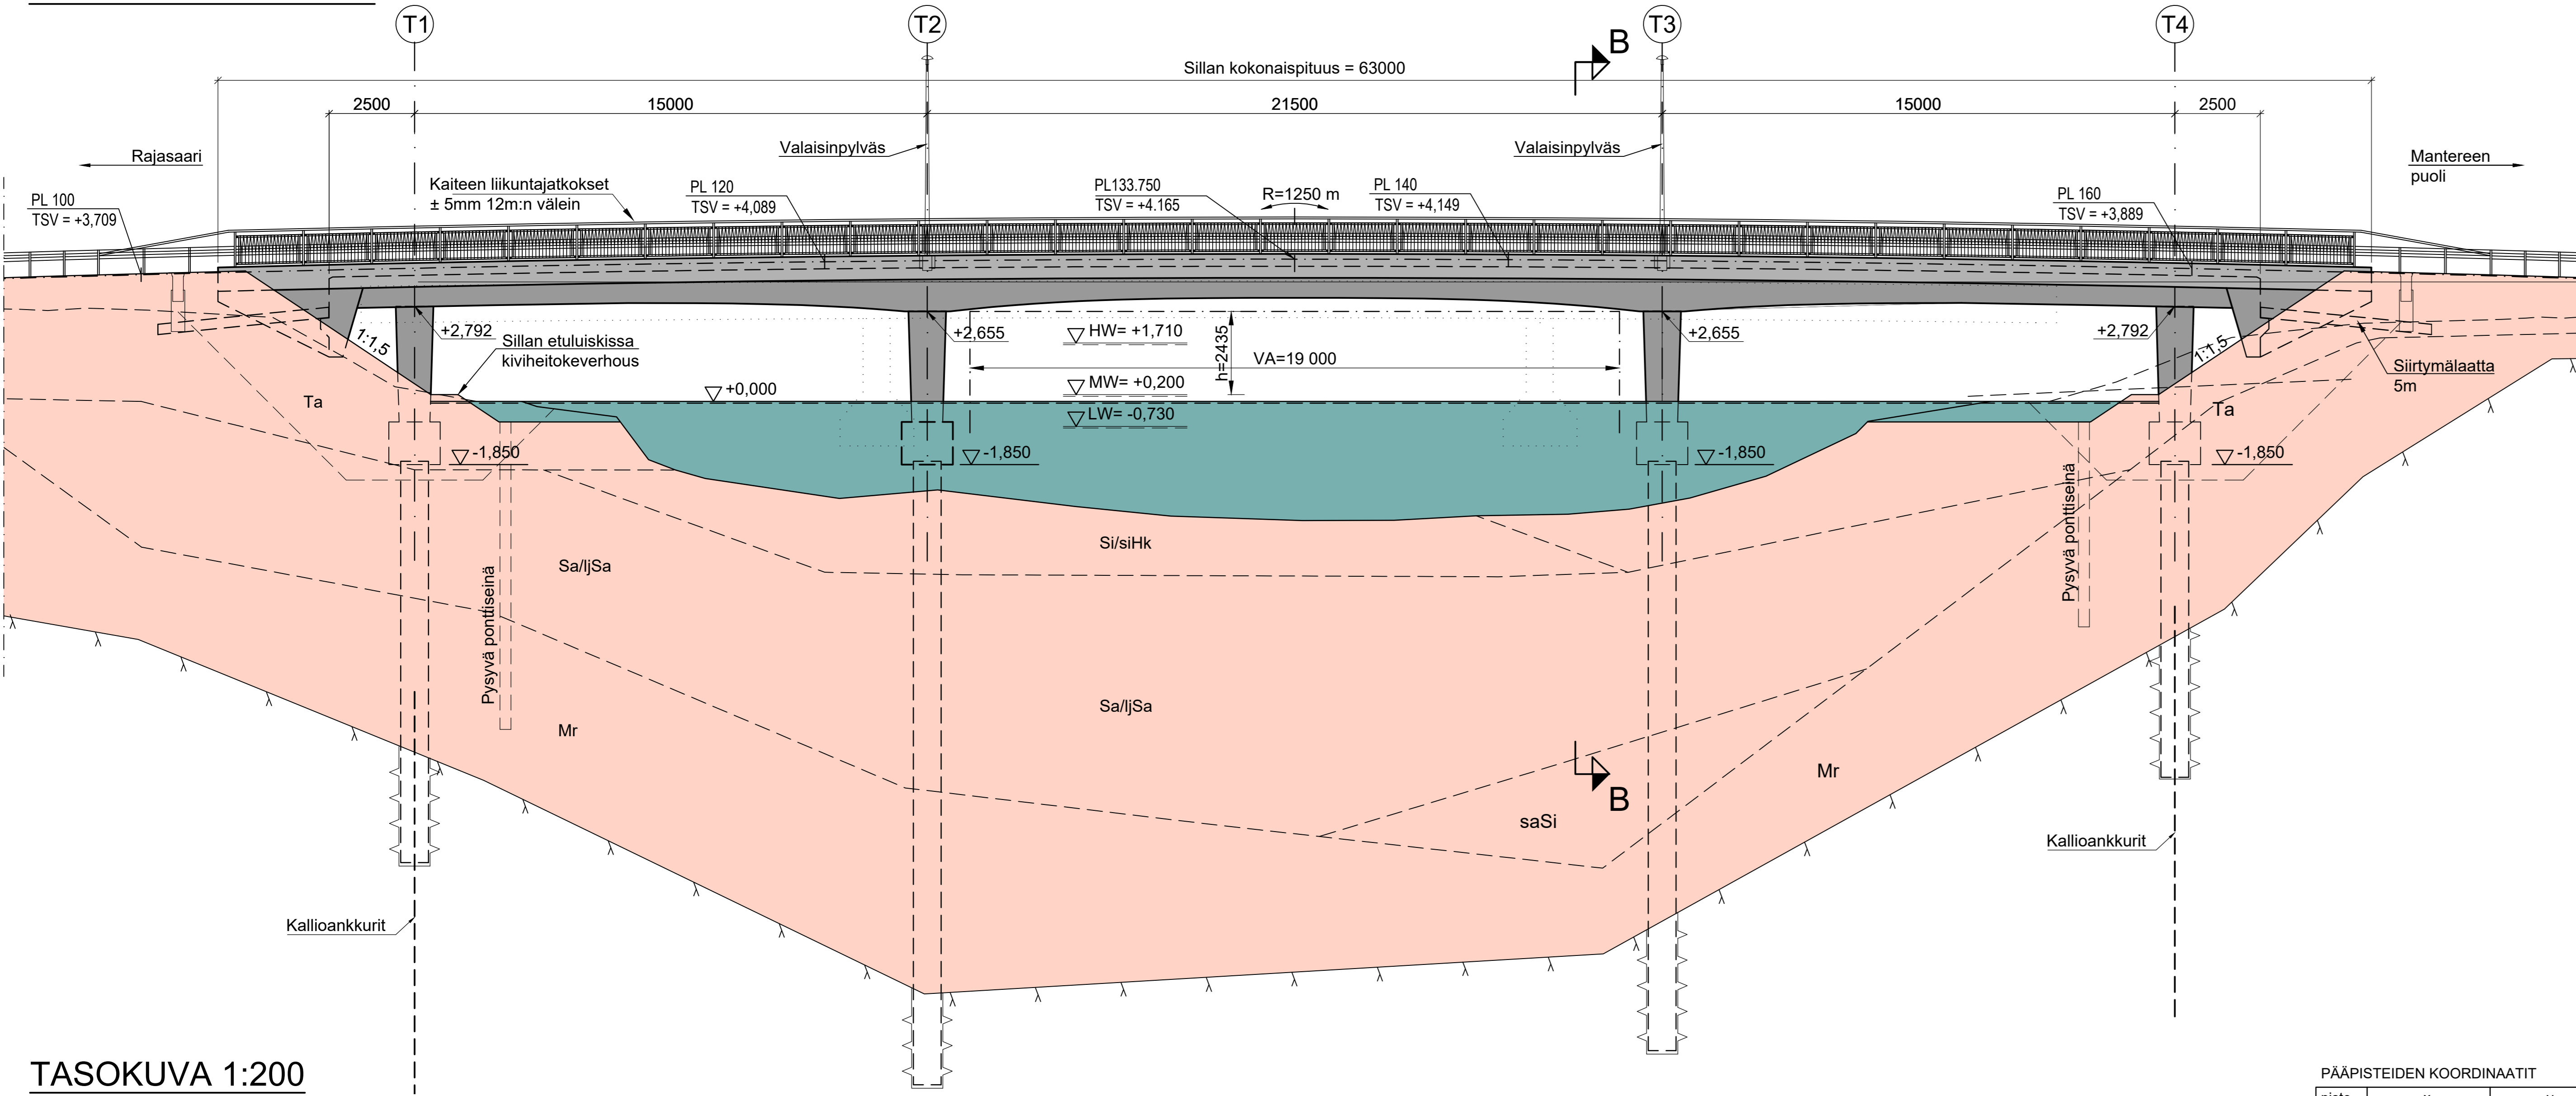 T1
T2
T3
T4
B
Sillan kokonaispituus = 63000
2500
15000
21500
15000
2500
Rajasaari
Valaisinpylväs
Valaisinpylväs
Mantereen
puoli
PL 100
TSV = +3,709
Kaiteen liikuntajatkokset
± 5mm 12m:n välein
PL 120
TSV = +4,089
PL133.750
TSV = +4.165
R=1250 m
PL 140
TSV = +4,149
PL 160
TSV = +3,889
1:1,5
+2,792
Sillan etuluiskissa
kiviheitokeverhous
+2,655
HW= +1,710
h=2435
VA=19 000
+2,655
+2,792
1:1,5
Siirtymälaatta
5m
Ta
+0,000
MW= +0,200
LW= -0,730
Ta
-1,850
-1,850
-1,850
-1,850
Pysyvä ponttiseinä
Sa/ljSa
Si/siHk
Pysyvä ponttiseinä
Mr
Sa/ljSa
saSi
B
Mr
Kallioankkurit
Kallioankkurit
TASOKUVA 1:200
PÄÄPISTEIDEN KOORDINAATIT